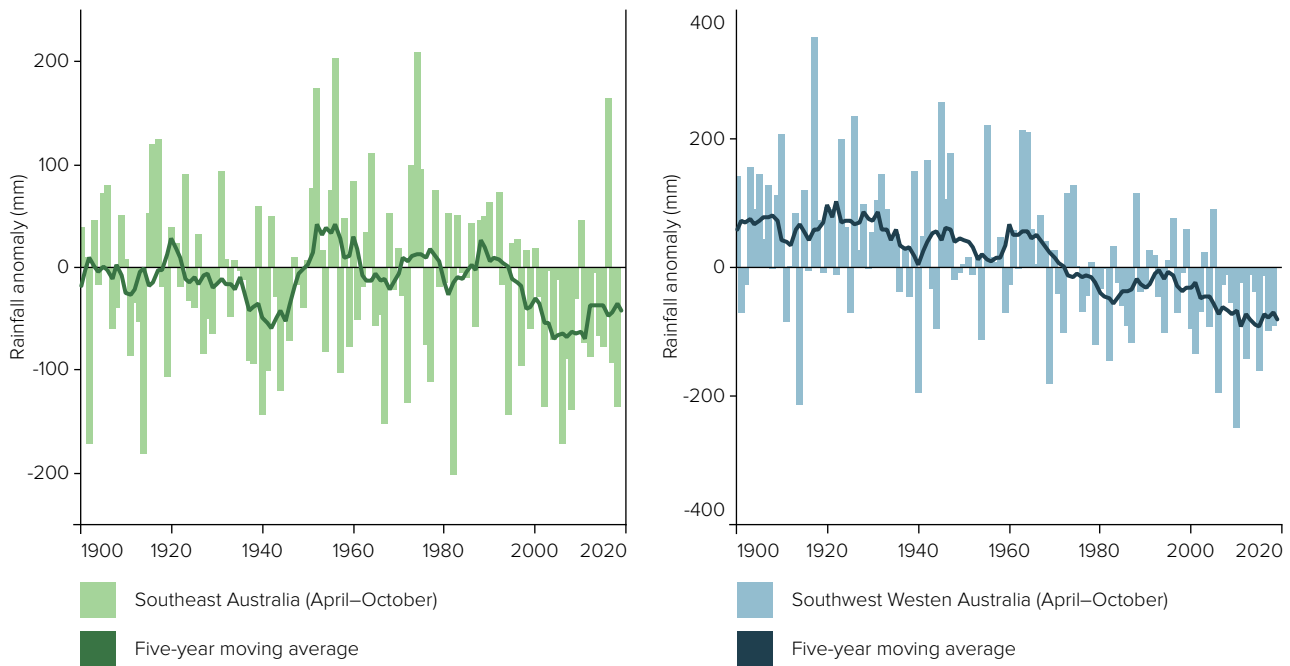 Rainfall anomaly (mm)
200
100
0
-100
-200
1900 1920 1940 1960 1980 2000 2020
Southeast Australia (April–October)
Five-year moving average
Rainfall anomaly (mm)
400
200
0
-200
-400
1900 1920 1940 1960 1980 2000 2020
Southwest Westen Australia (April–October)
Five-year moving average